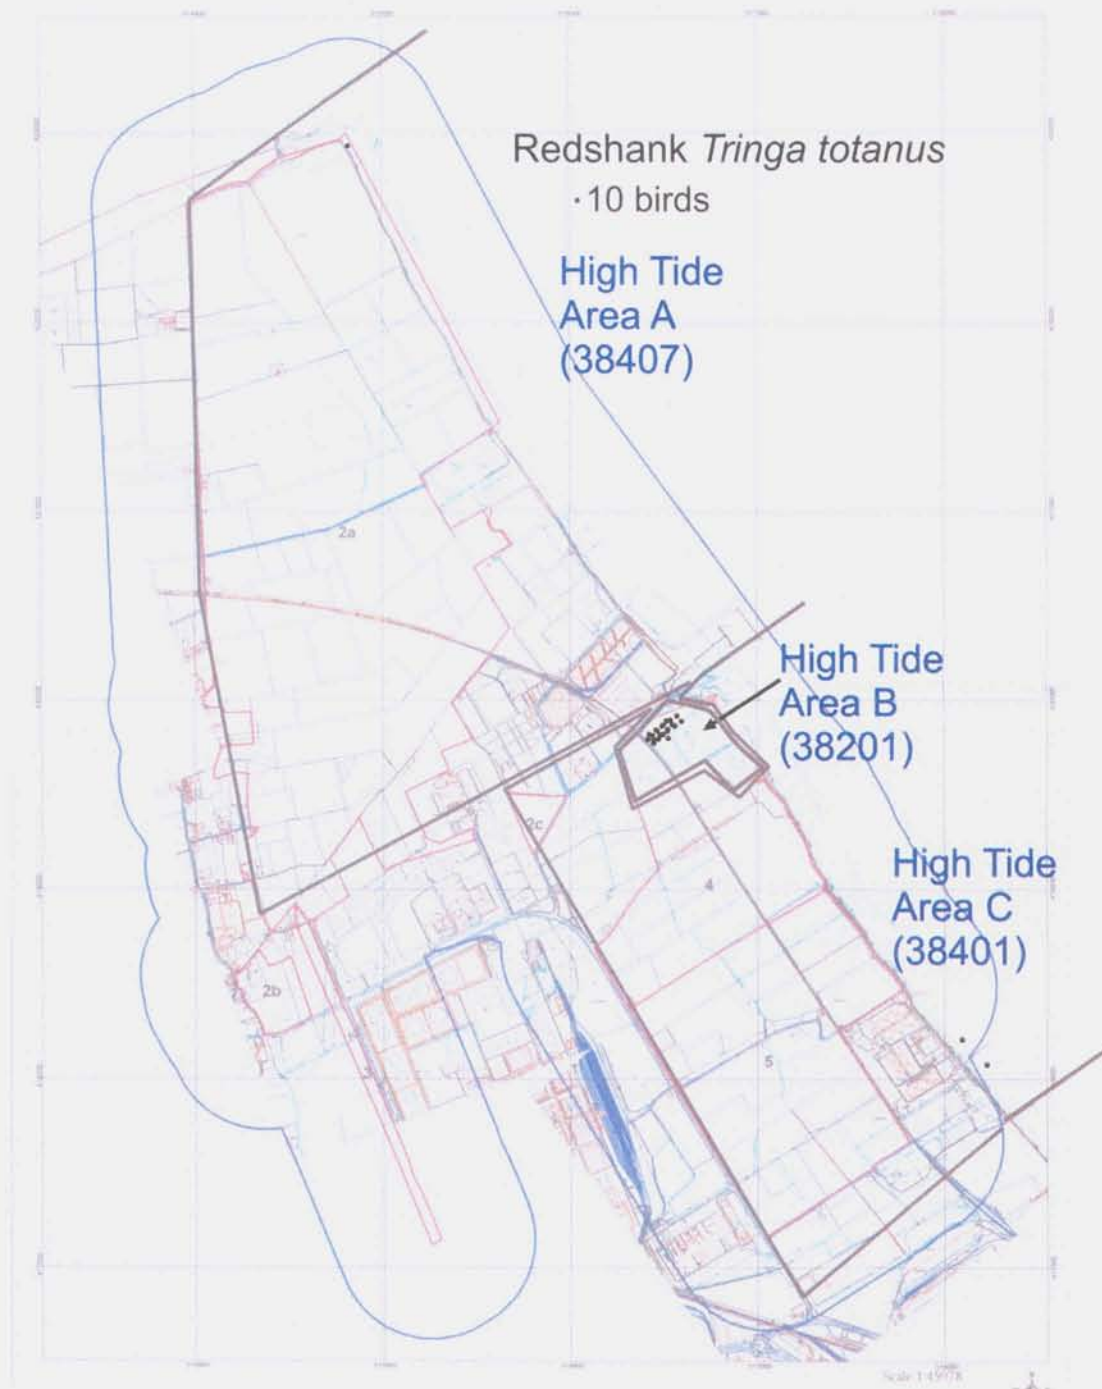 Redshank Tringa totanus
·10 birds
High Tide
Area A
(38407)
2a
High Tide
Area B
(38201)
2c
4
High Tide
Area C
(38401)
2b
5